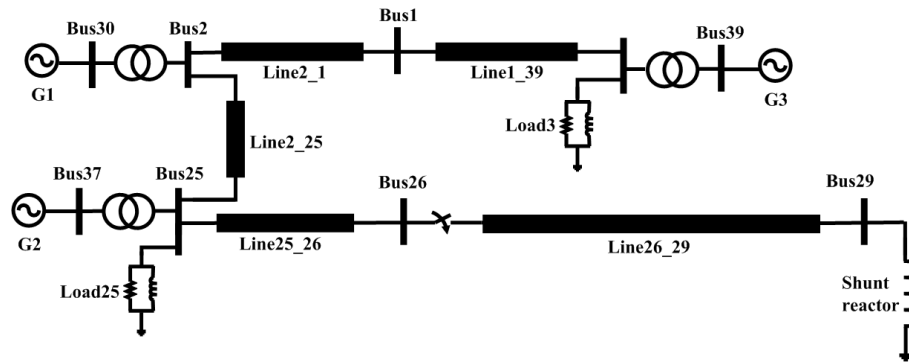 Bus30
Bus2
Bus1
Bus39
G1
Line2_1
Line1_39
G3
Load3
Line2_25
Bus37
Bus25
Bus26
Bus29
G2
Line25_26
Line26_29
Load25
Shunt
reactor